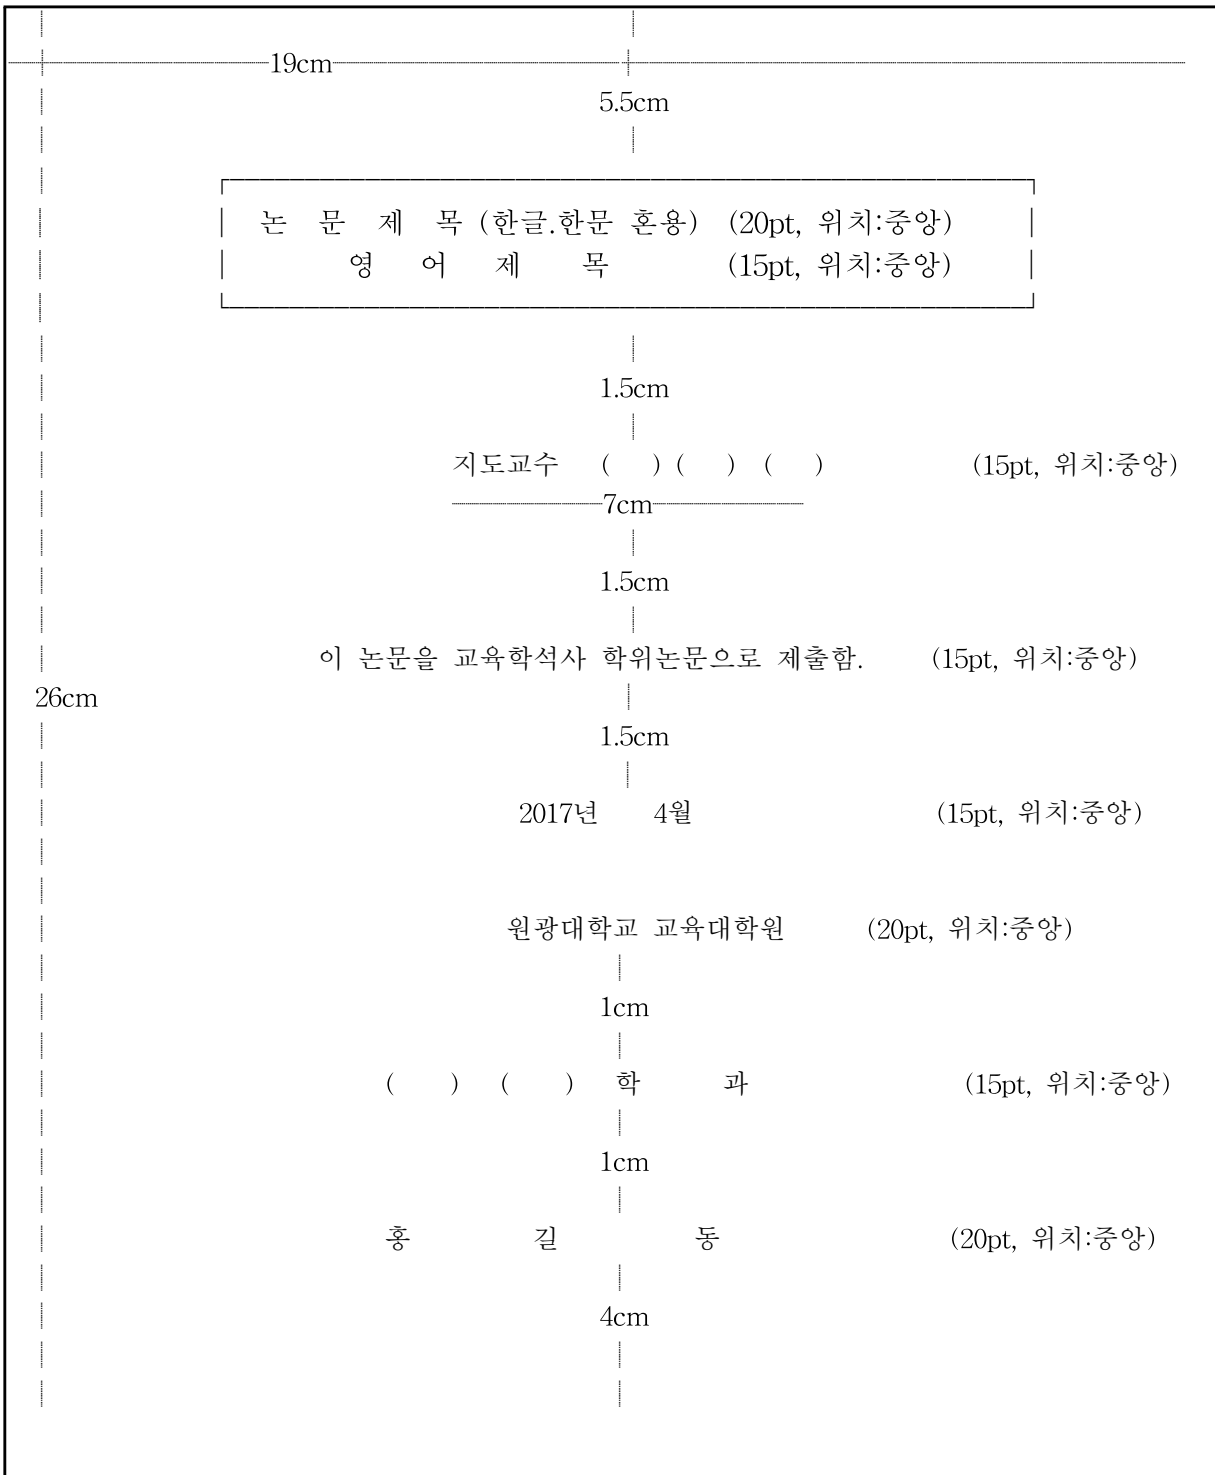 19cm
5.5cm
논 문 제 목 (한글.한문 혼용) (20pt, 위치:중앙)
영 어 제 목 (15pt, 위치:중앙)
1.5cm
지도교수 ( ) ( ) ( ) (15pt, 위치:중앙)
7cm
1.5cm
이 논문을 교육학석사 학위논문으로 제출함. (15pt, 위치:중앙)
26cm
1.5cm
2017년 4월 (15pt, 위치:중앙)
원광대학교 교육대학원 (20pt, 위치:중앙)
1cm
( ) ( ) 학 과 (15pt, 위치:중앙)
1cm
홍 길 동 (20pt, 위치:중앙)
4cm